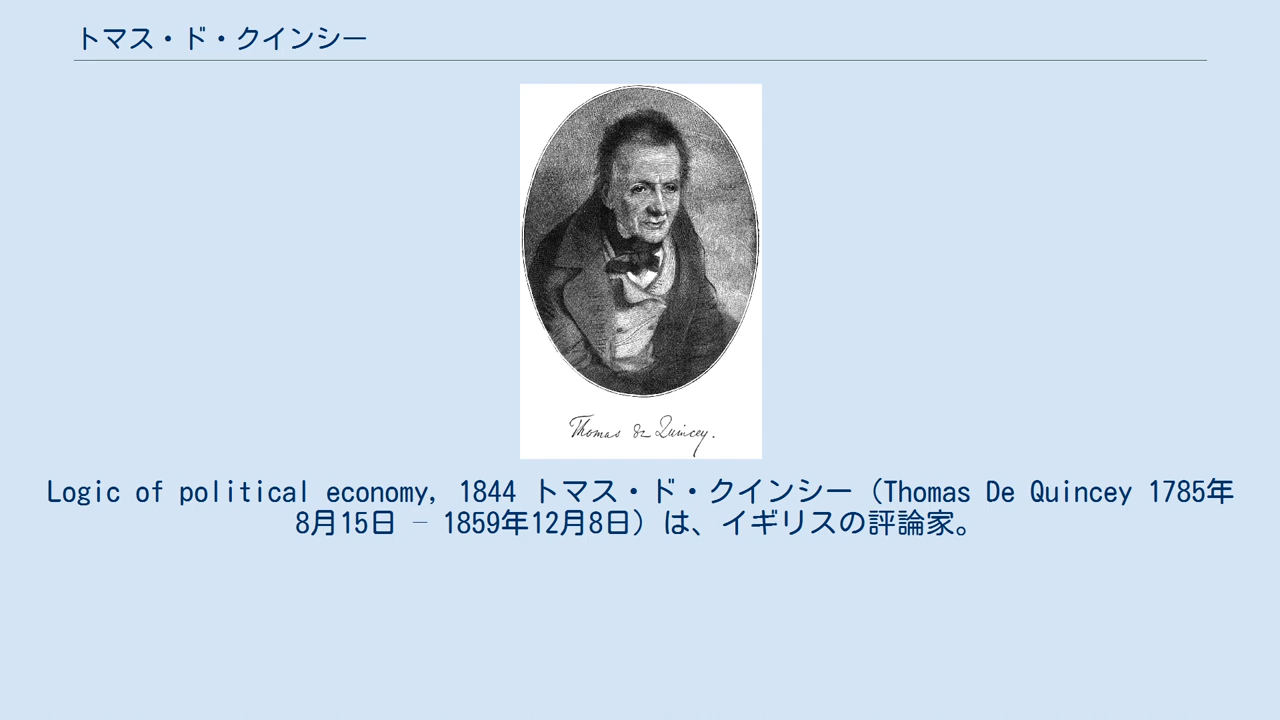 トマス・ド・クインシー
Thomas de Quincey.
Logic of political economy, 1844 トマス・ド・クインシー（Thomas De Quincey 1785年
8月15日 – 1859年12月8日）は、イギリスの評論家。